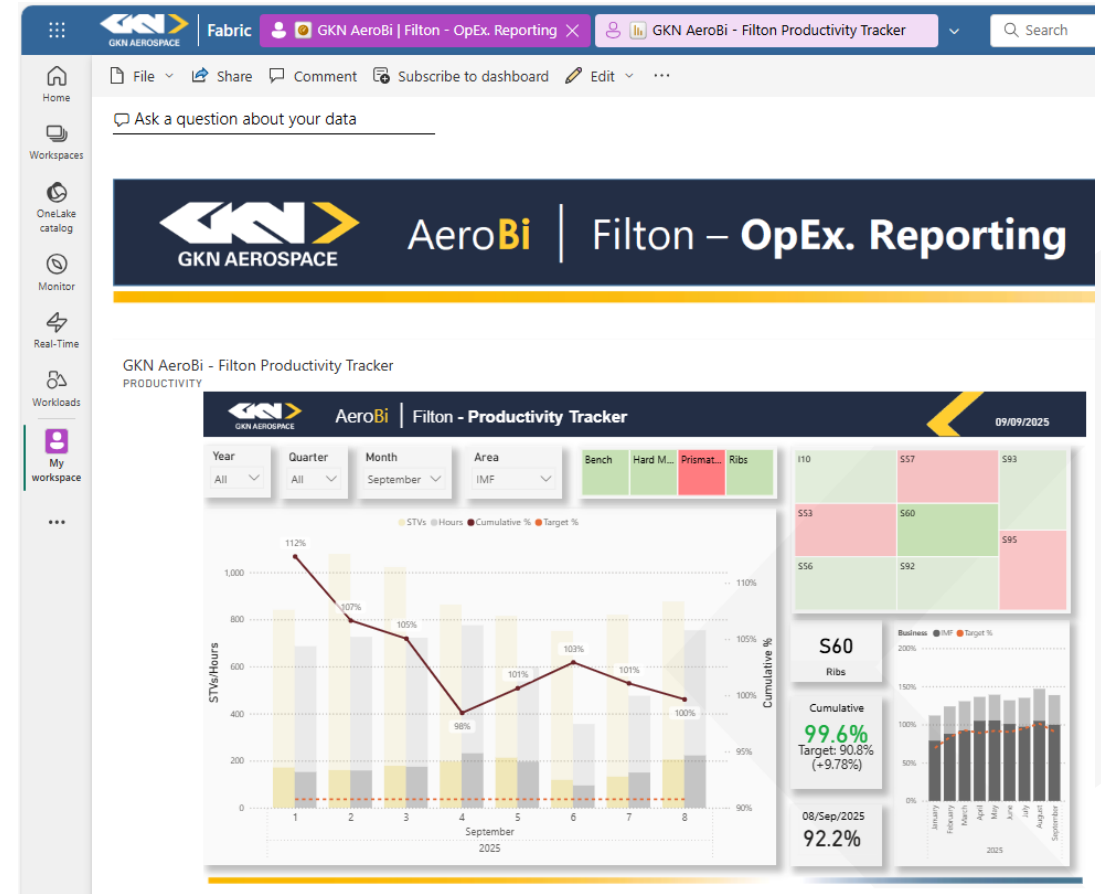 GKN AEROSPACE
Fabric
GKN AeroBi | Filton - OpEx. Reporting
GKN AeroBi - Filton Productivity Tracker
Search
File
Share
Comment
Subscribe to dashboard
Edit
Home
Workspaces
OneLake
catalog
Monitor
Real-Time
Workloads
My
workspace
Ask a question about your data
GKN AEROSPACE
AeroBi | Filton – OpEx. Reporting
GKN AeroBi - Filton Productivity Tracker
PRODUCTIVITY
GKN AEROSPACE
AeroBi | Filton - Productivity Tracker
09/09/2025
Year
All
Quarter
All
Month
September
Area
IMF
Bench
Hard M...
Prismat...
Ribs
I10
S57
S93
S53
S60
S95
S56
S92
STVs Hours Cumulative % Target %
STVs/Hours
1,000
800
600
400
200
0
112%
107%
105%
98%
101%
103%
101%
100%
110%
105%
100%
95%
90%
Cumulative %
1 2 3 4 5 6 7 8
September
2025
S60
Ribs
Cumulative
99.6%
Target: 90.8%
(+9.78%)
08/Sep/2025
92.2%
Business IMF Target %
200%
150%
100%
50%
0%
January
February
March
April
May
June
July
August
September
2025